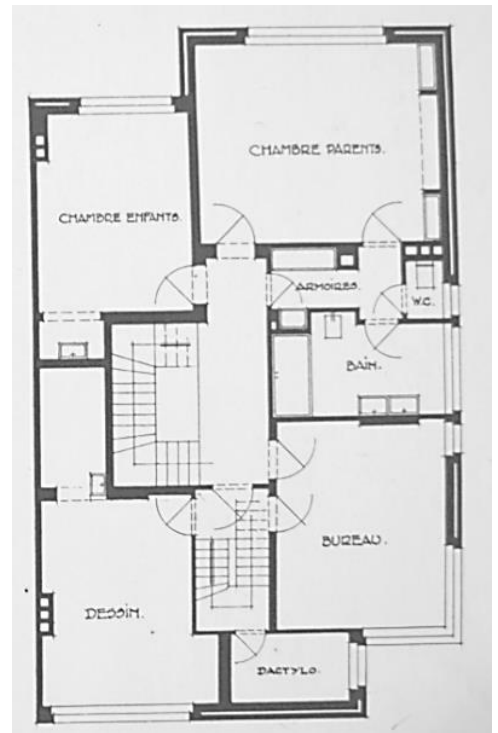 CHAMBRE PARENTS.
CHAMBRE ENFANTS.
ARMOIRES.
W.C.
BAIN.
BUREAU.
DESSIN.
DACTYLO.